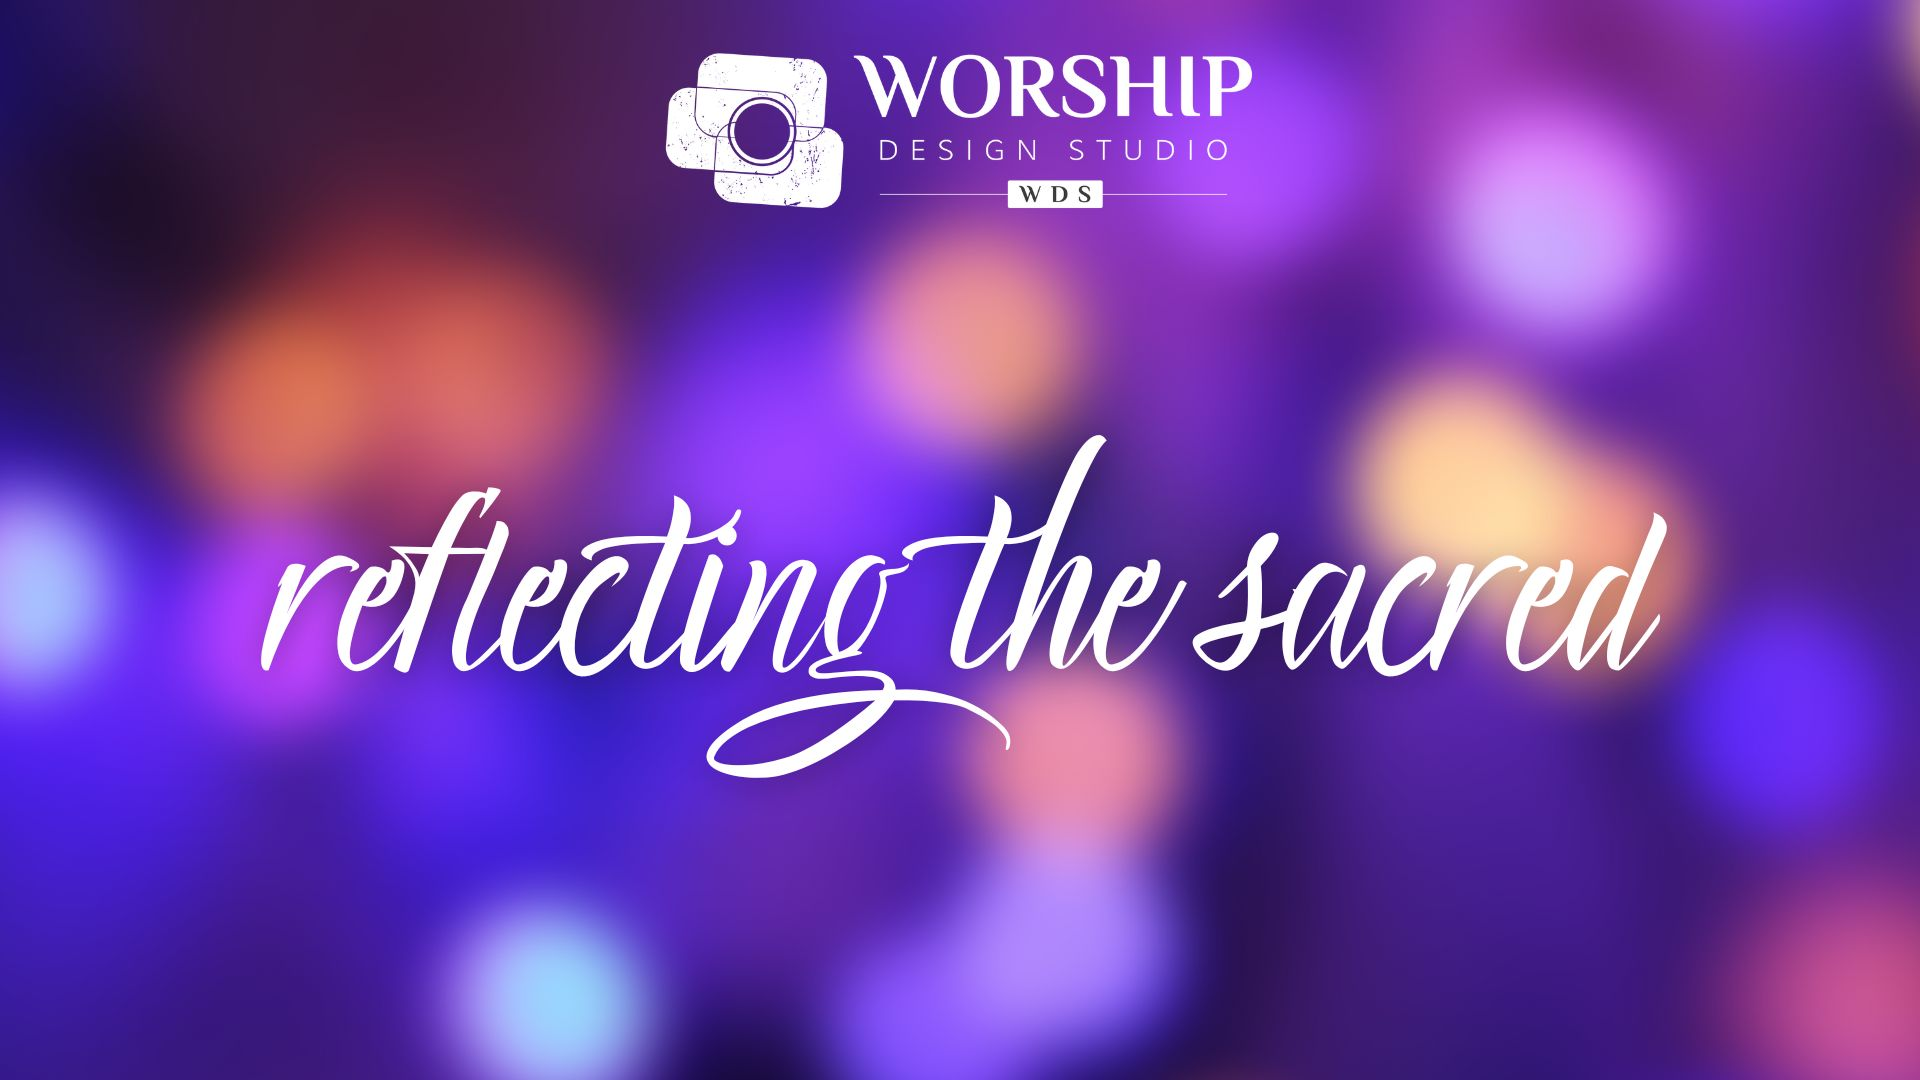 WORSHIP
DESIGN STUDIO
WDS
reflecting the sacred